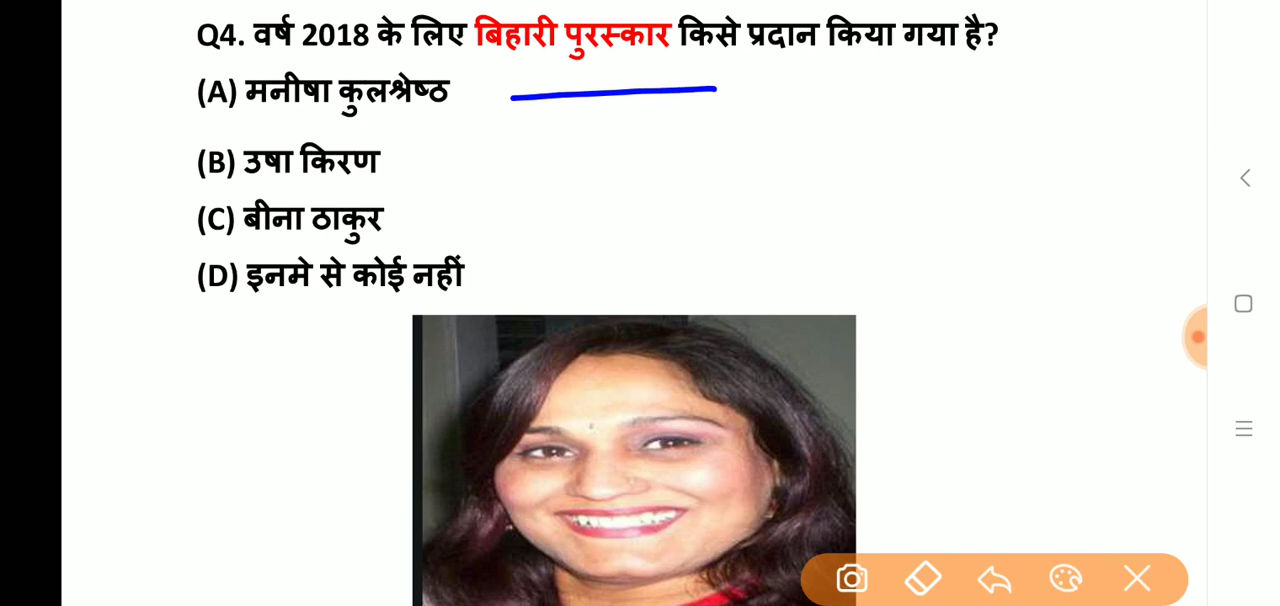 Q4. वर्ष 2018 के लिए बिहारी पुरस्कार किसे प्रदान किया गया है?
(A) मनीषा कुलश्रेष्ठ
(B) उषा किरण
(C) बीना ठाकुर
(D) इनमे से कोई नहीं